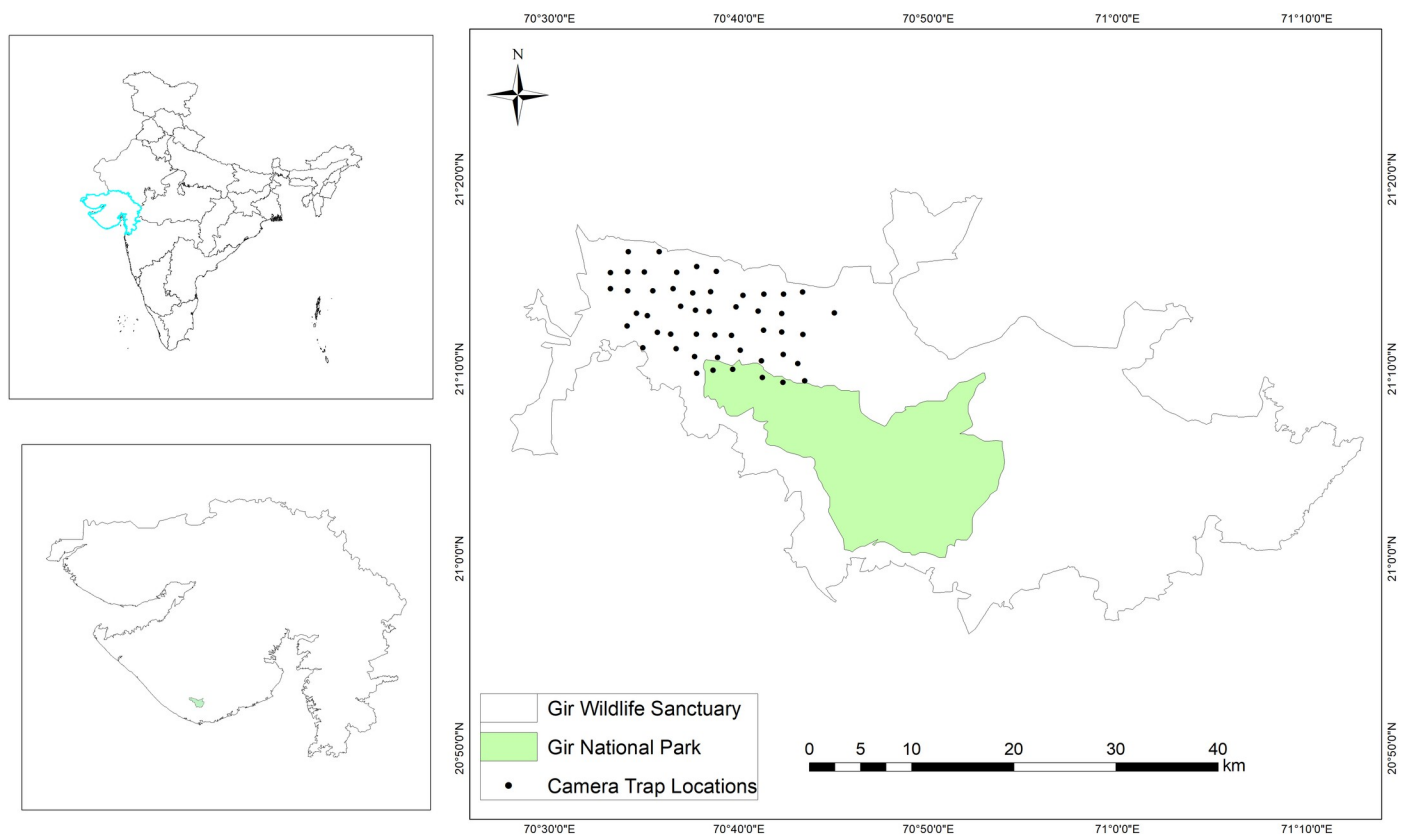 70°30'0"E 70°40'0"E 70°50'0"E 71°0'0"E 71°10'0"E
N
21°20'0"N 21°20'0"N
21°10'0"N 21°10'0"N
21°0'0"N 21°0'0"N
20°50'0"N 20°50'0"N
Gir Wildlife Sanctuary
Gir National Park
Camera Trap Locations
0 5 10 20 30 40
km
70°30'0"E 70°40'0"E 70°50'0"E 71°0'0"E 71°10'0"E